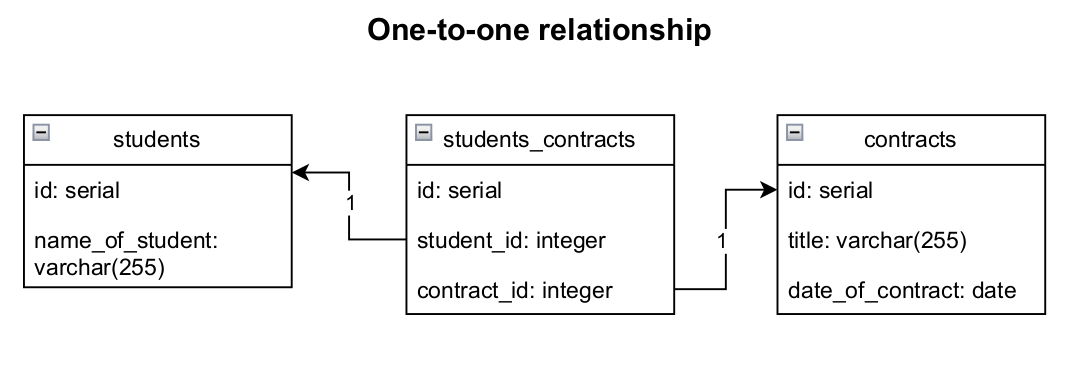 One-to-one relationship
students
id: serial
name_of_student:
varchar(255)
1
students_contracts
id: serial
student_id: integer
contract_id: integer
1
contracts
id: serial
title: varchar(255)
date_of_contract: date